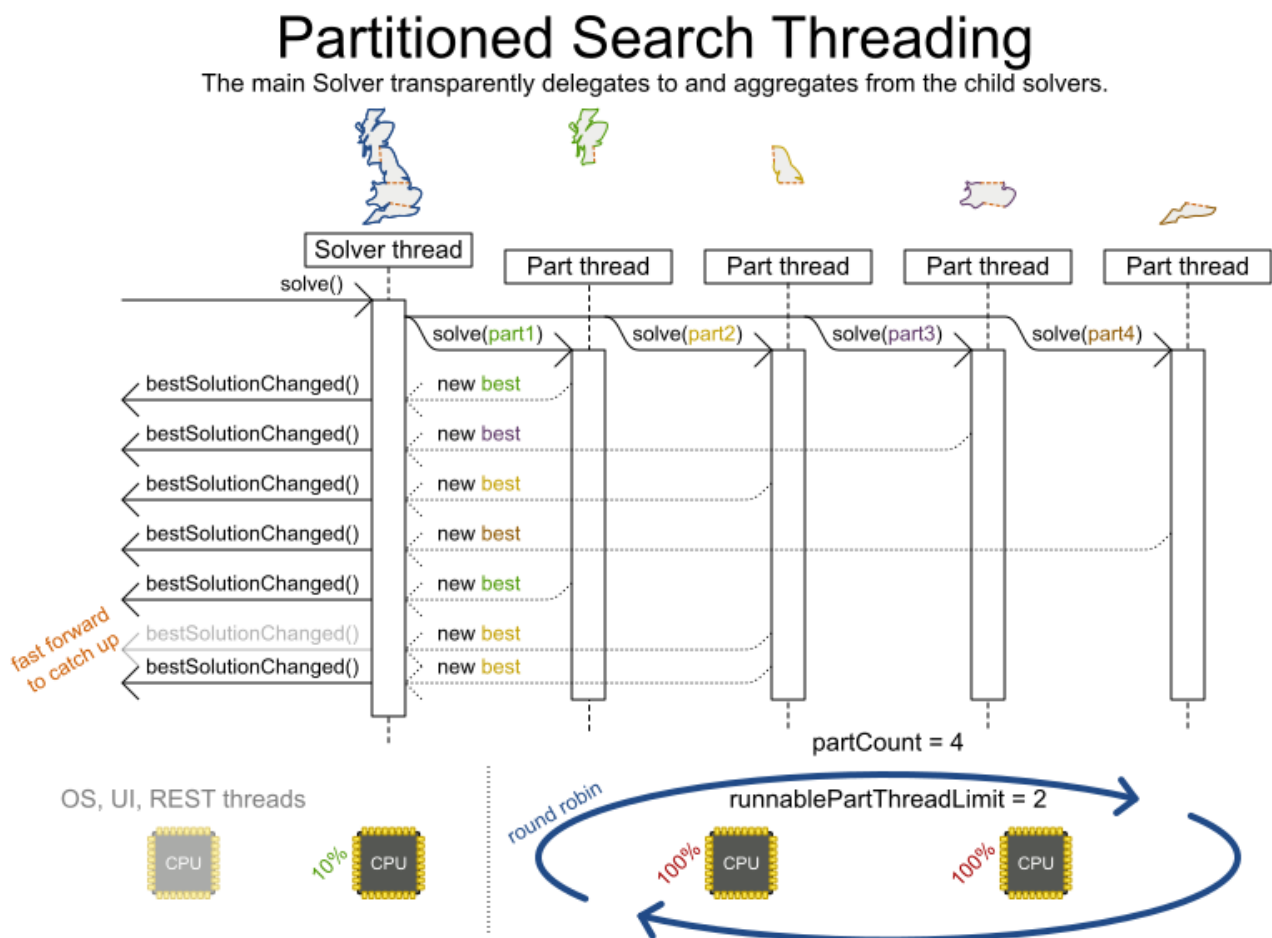 Partitioned Search Threading
The main Solver transparently delegates to and aggregates from the child solvers.
Solver thread
Part thread
Part thread
Part thread
Part thread
solve()
solve(part1)
solve(part2)
solve(part3)
solve(part4)
bestSolutionChanged()
new best
bestSolutionChanged()
new best
bestSolutionChanged()
new best
bestSolutionChanged()
new best
bestSolutionChanged()
new best
fast forward
to catch up
bestSolutionChanged()
new best
bestSolutionChanged()
new best
partCount = 4
OS, UI, REST threads
round robin
runnablePartThreadLimit = 2
CPU
10%
CPU
100%
CPU
100%
CPU